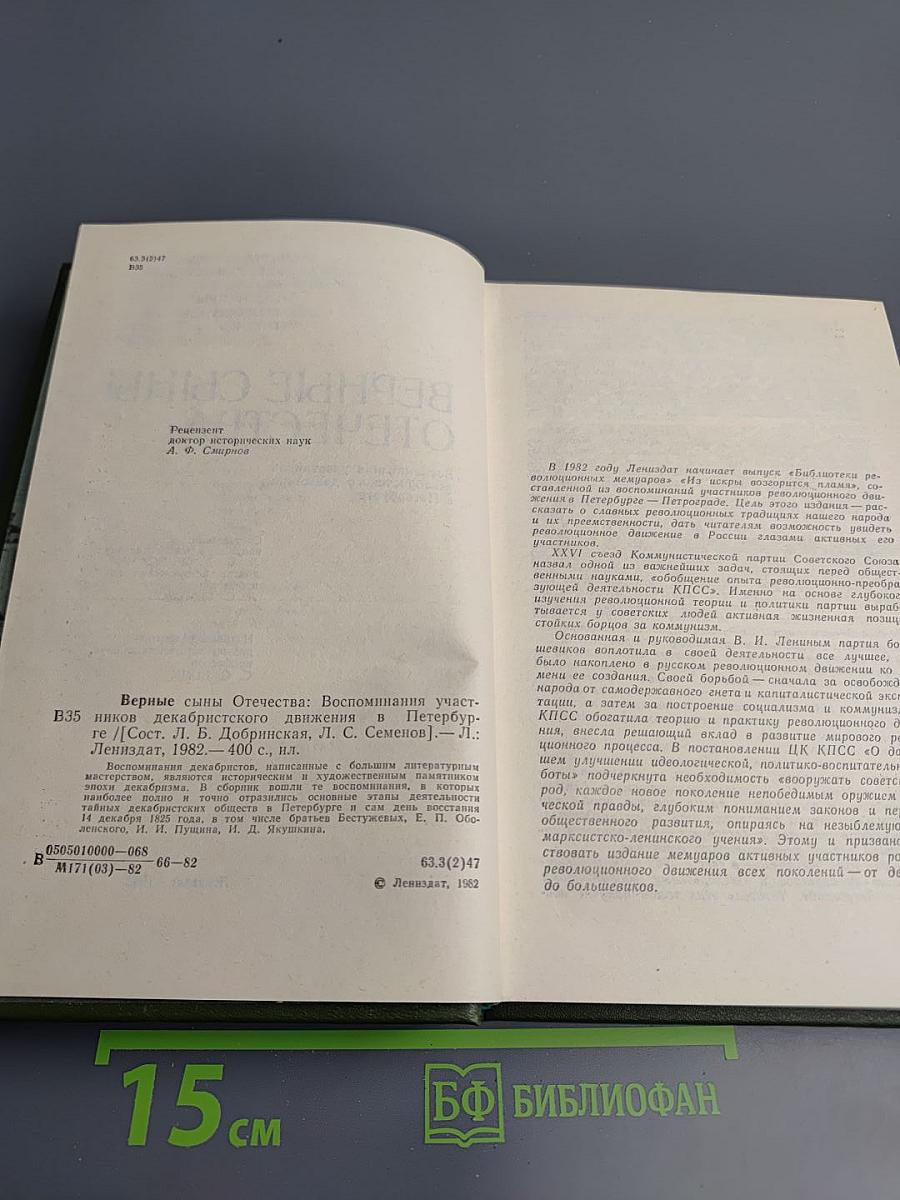 63.3(2)47
В35
Рецензент
доктор исторических наук
А. Ф. Смирнов
Верные сыны Отечества: Воспоминания участ-
В35 ников декабристского движения в Петербур-
ге /[Сост. Л. Б. Добринская, Л. С. Семенов].— Л.:
Лениздат, 1982.— 400 с., ил.
Воспоминания декабристов, написанные с большим литературным
мастерством, являются историческим и художественным памятником
эпохи декабризма. В сборник вошли те воспоминания, в которых
наиболее полно и точно отразились основные этапы деятельности
тайных декабристских обществ в Петербурге и сам день восстания
14 декабря 1825 года, в том числе братьев Бестужевых, Е. П. Обо-
ленского, И. И. Пущина, И. Д. Якушкина.
В 0505010000—068
М171(03)—82 66—82
63.3(2)47
© Лениздат, 1982
В 1982 году Лениздат начинает выпуск «Библиотеки ре-
волюционных мемуаров» «Из искры возгорится пламя», со-
ставленной из воспоминаний участников революционного дви-
жения в Петербурге — Петрограде. Цель этого издания — рас-
сказать о славных революционных традициях нашего народа
и их преемственности, дать читателям возможность увидеть
революционное движение в России глазами активных его
участников.
XXVI съезд Коммунистической партии Советского Союза
назвал одной из важнейших задач, стоящих перед общест-
венными науками, «обобщение опыта революционно-преобра
зующей деятельности КПСС». Именно на основе глубоког
изучения революционной теории и политики партии выраб
тывается у советских людей активная жизненная позиц
стойких борцов за коммунизм.
Основанная и руководимая В. И. Лениным партия бо
шевиков воплотила в своей деятельности все лучшее,
было накоплено в русском революционном движении ко
мени ее создания. Своей борьбой — сначала за освобожд
народа от самодержавного гнета и капиталистической эксп
тации, а затем за построение социализма и коммунизм
КПСС обогатила теорию и практику революционного д
ния, внесла решающий вклад в развитие мирового ре
ционного процесса. В постановлении ЦК КПСС «О да
шем улучшении идеологической, политико-воспитательн
боты» подчеркнута необходимость «вооружать советс
род, каждое новое поколение непобедимым оружием
ческой правды, глубоким пониманием законов и пер
общественного развития, опираясь на незыблемую
марксистско-ленинского учения». Этому и призвано
ствовать издание мемуаров активных участников ро
революционного движения всех поколений — от де
до большевиков.
15 см
БФ БИБЛИОФАН